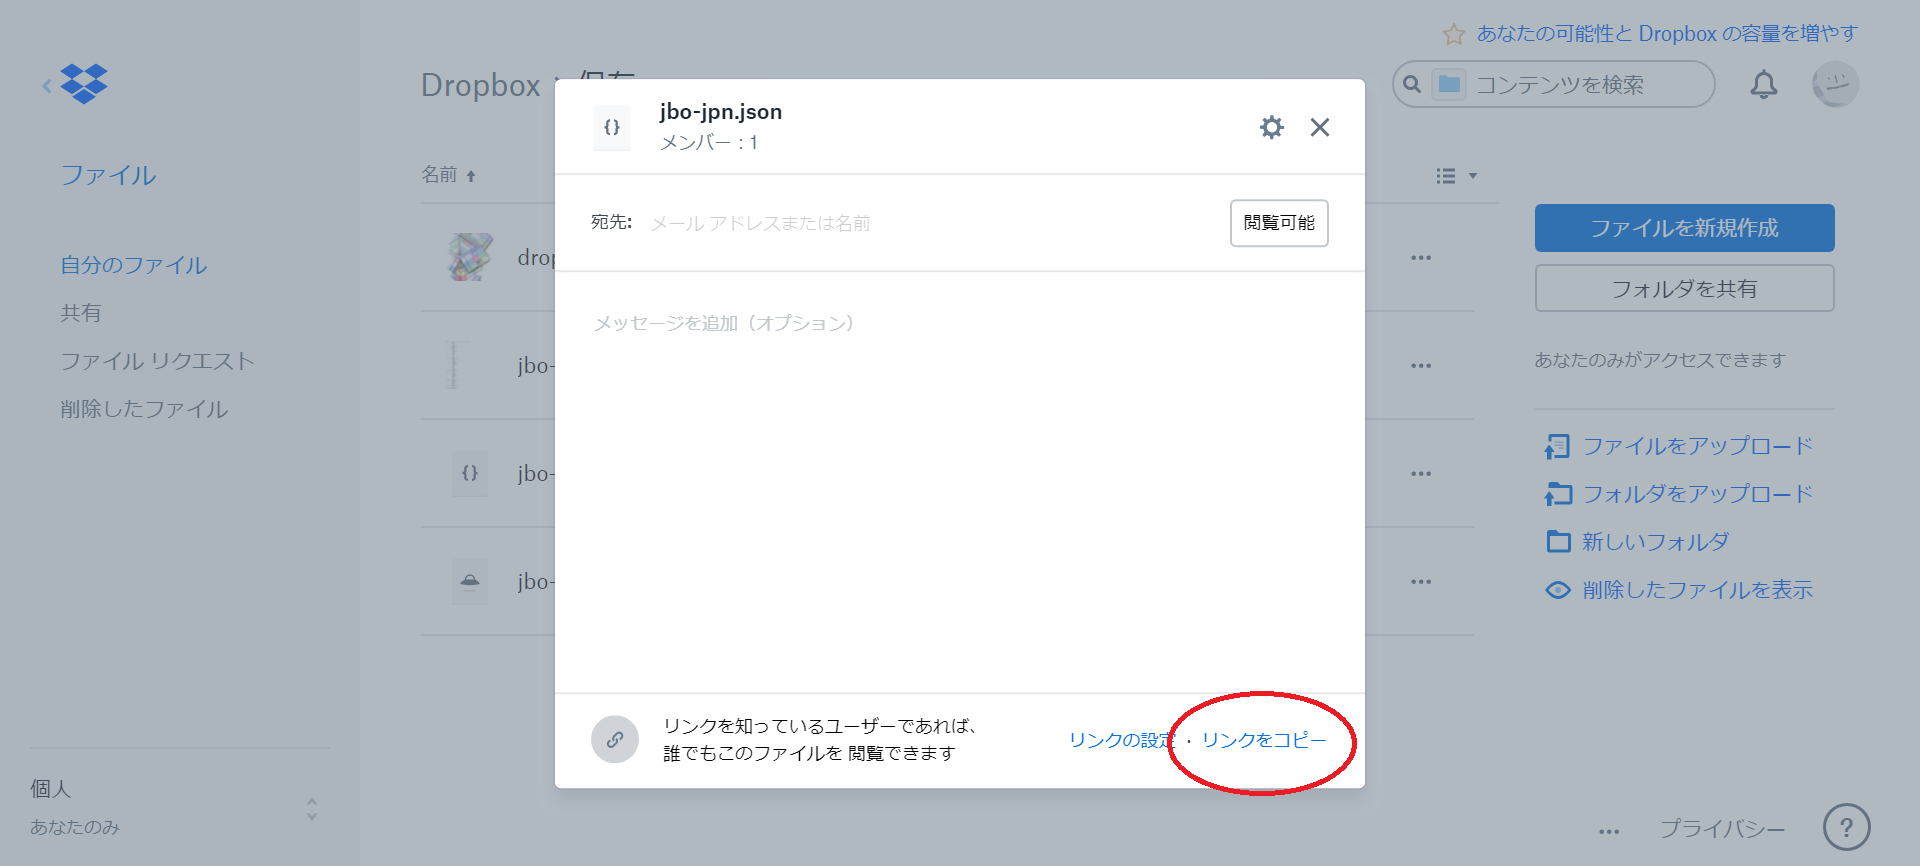 あなたの可能性と Dropbox の容量を増やす
Dropbox
コンテンツを検索
ファイル
自分のファイル
共有
ファイル リクエスト
削除したファイル
個人
あなたのみ
名前
drop
jbo-
jbo-
jbo-
{}
{}
jbo-jpn.json
メンバー : 1
宛先:
メール アドレスまたは名前
閲覧可能
メッセージを追加（オプション）
リンクを知っているユーザーであれば、
誰でもこのファイルを 閲覧できます
リンクの設定 · リンクをコピー
ファイルを新規作成
フォルダを共有
あなたのみがアクセスできます
ファイルをアップロード
フォルダをアップロード
新しいフォルダ
削除したファイルを表示
プライバシー
?